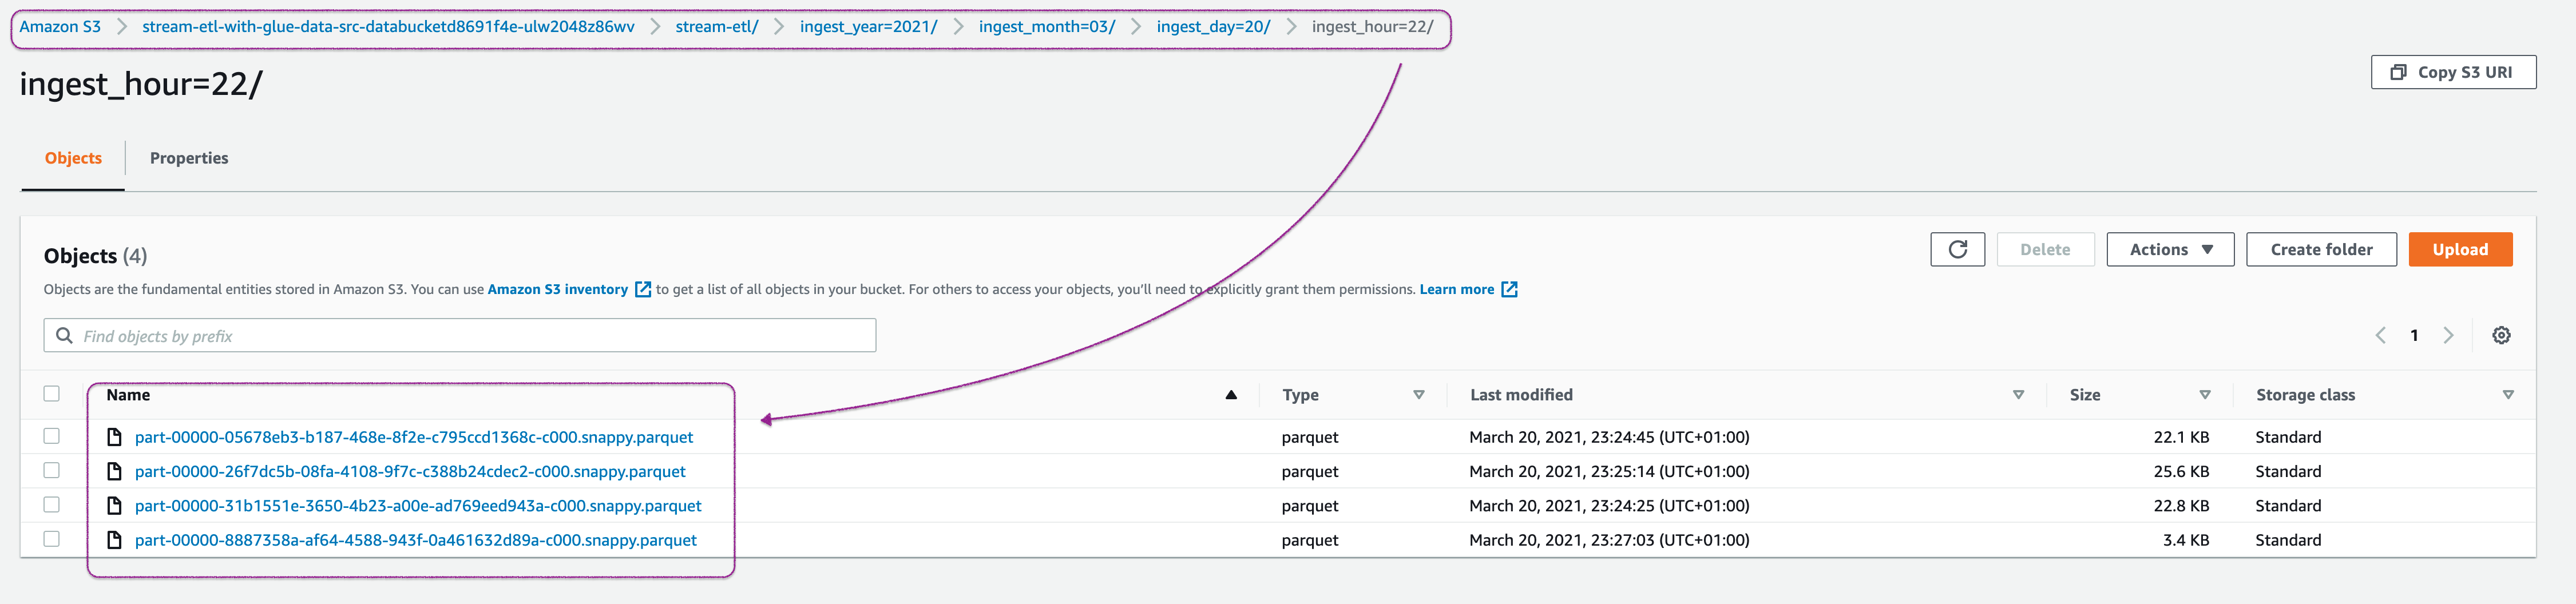 Amazon S3 > stream-etl-with-glue-data-src-databucketd8691f4e-ulw2048z86wv > stream-etl/ > ingest_year=2021/ > ingest_month=03/ > ingest_day=20/ > ingest_hour=22/
ingest_hour=22/
Copy S3 URI
Objects Properties
Objects (4)
Delete Actions Create folder Upload
Objects are the fundamental entities stored in Amazon S3. You can use Amazon S3 inventory to get a list of all objects in your bucket. For others to access your objects, you’ll need to explicitly grant them permissions. Learn more
Find objects by prefix
1
Name Type Last modified Size Storage class
part-00000-05678eb3-b187-468e-8f2e-c795ccd1368c-c000.snappy.parquet parquet March 20, 2021, 23:24:45 (UTC+01:00) 22.1 KB Standard
part-00000-26f7dc5b-08fa-4108-9f7c-c388b24cdec2-c000.snappy.parquet parquet March 20, 2021, 23:25:14 (UTC+01:00) 25.6 KB Standard
part-00000-31b1551e-3650-4b23-a00e-ad769eed943a-c000.snappy.parquet parquet March 20, 2021, 23:24:25 (UTC+01:00) 22.8 KB Standard
part-00000-8887358a-af64-4588-943f-0a461632d89a-c000.snappy.parquet parquet March 20, 2021, 23:27:03 (UTC+01:00) 3.4 KB Standard